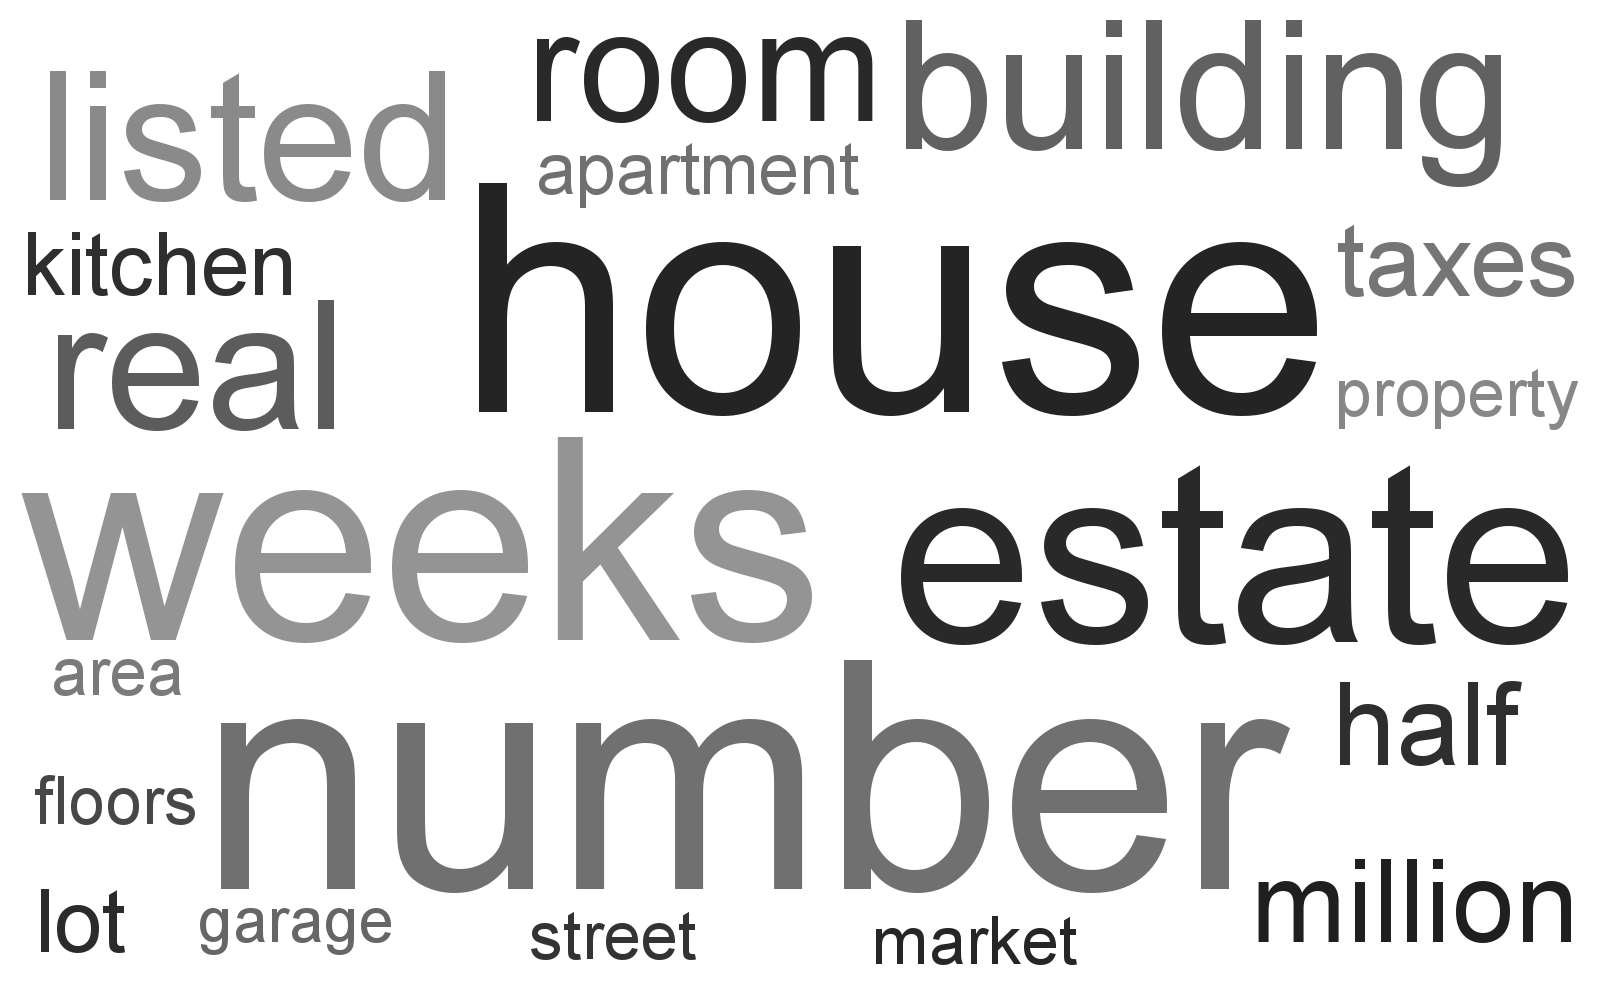 room building
listed
apartment
kitchen house taxes
real
property
weeks estate
area
number half
floors
million
lot garage street market